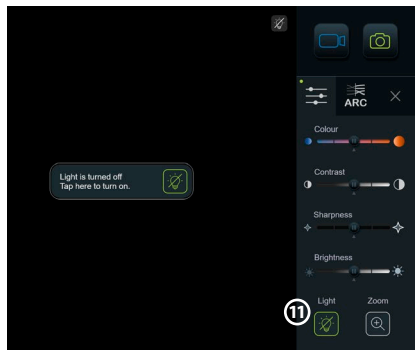 ARC
Colour
Light is turned off
Tap here to turn on.
Contrast
Sharpness
Brightness
Light Zoom
11